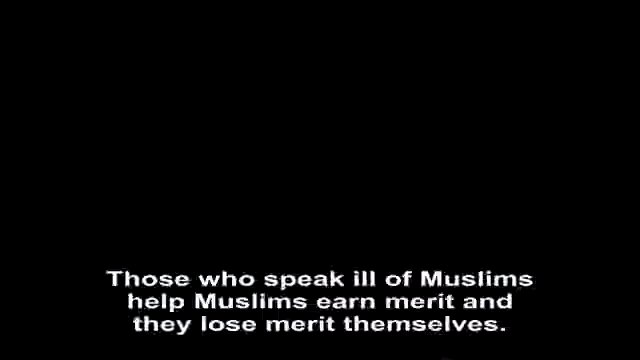 Those who speak ill of Muslims
help Muslims earn merit and
they lose merit themselves.